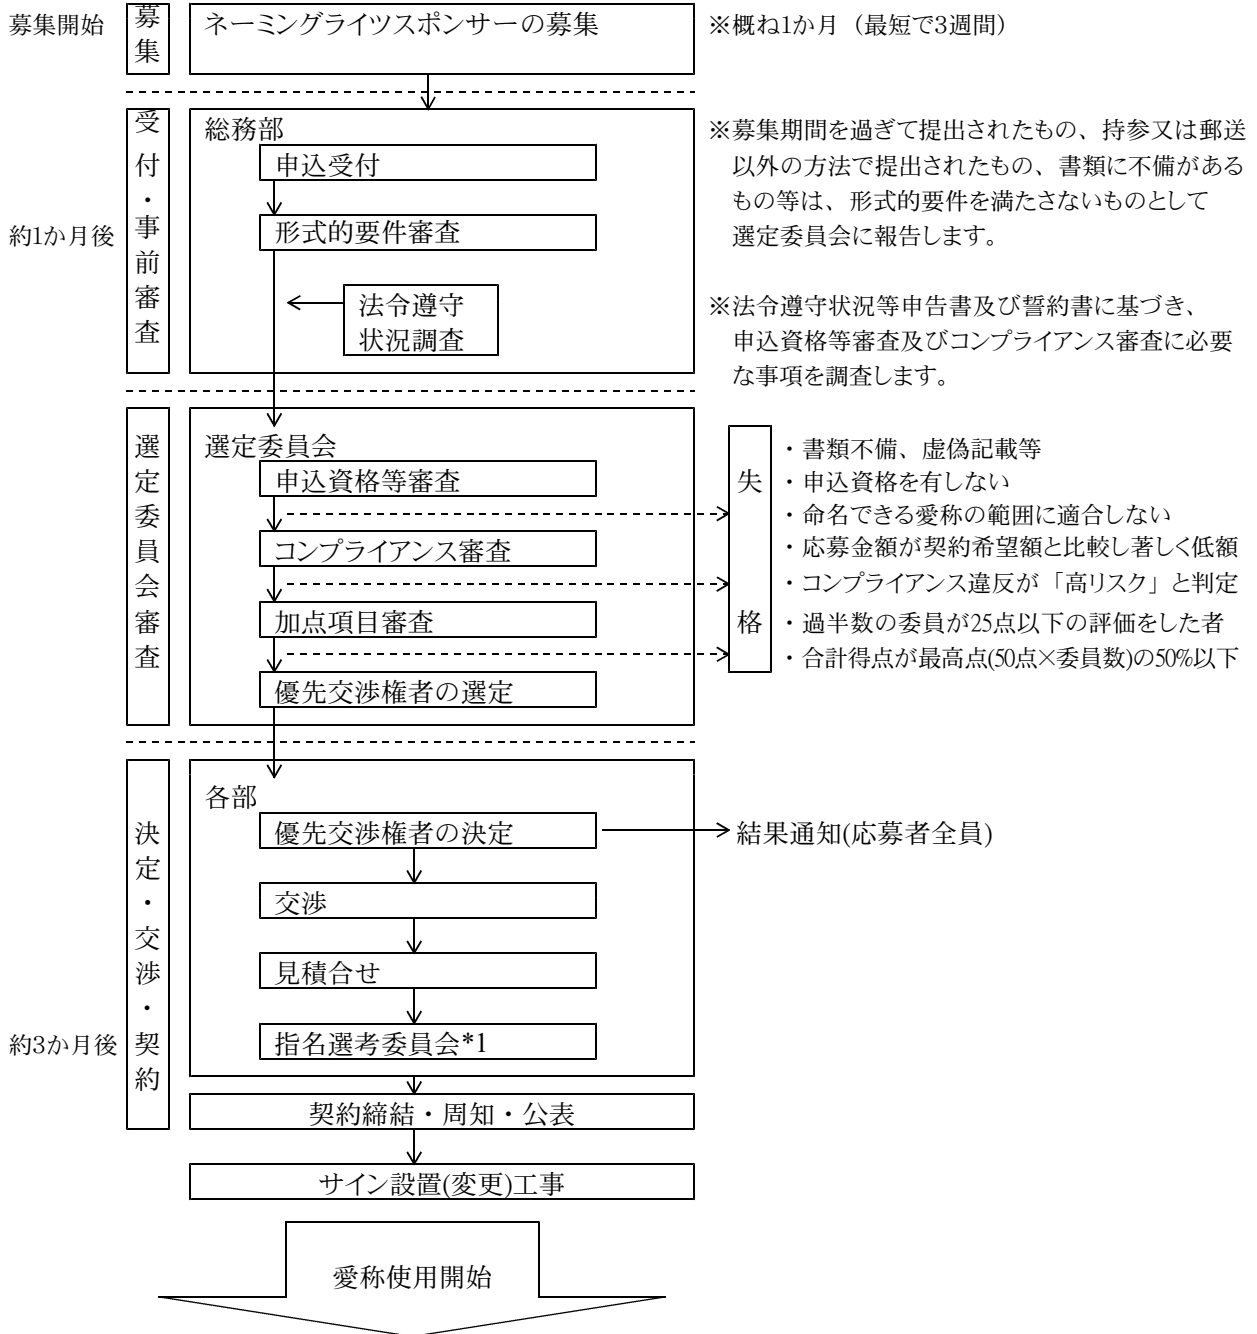 募集開始
募集
ネーミングライツスポンサーの募集
※概ね1か月（最短で3週間）
約1か月後
受付・事前審査
総務部
申込受付
形式的要件審査
法令遵守
状況調査
※募集期間を過ぎて提出されたもの、持参又は郵送
以外の方法で提出されたもの、書類に不備がある
もの等は、形式的要件を満たさないものとして
選定委員会に報告します。
※法令遵守状況等申告書及び誓約書に基づき、
申込資格等審査及びコンプライアンス審査に必要
な事項を調査します。
選定委員会審査
選定委員会
申込資格等審査
コンプライアンス審査
加点項目審査
優先交渉権者の選定
失格
・書類不備、虚偽記載等
・申込資格を有しない
・命名できる愛称の範囲に適合しない
・応募金額が契約希望額と比較し著しく低額
・コンプライアンス違反が「高リスク」と判定
・過半数の委員が25点以下の評価をした者
・合計得点が最高点(50点×委員数)の50%以下
約3か月後
決定・交渉・契約
各部
優先交渉権者の決定
結果通知(応募者全員)
交渉
見積合せ
指名選考委員会*1
契約締結・周知・公表
サイン設置(変更)工事
愛称使用開始